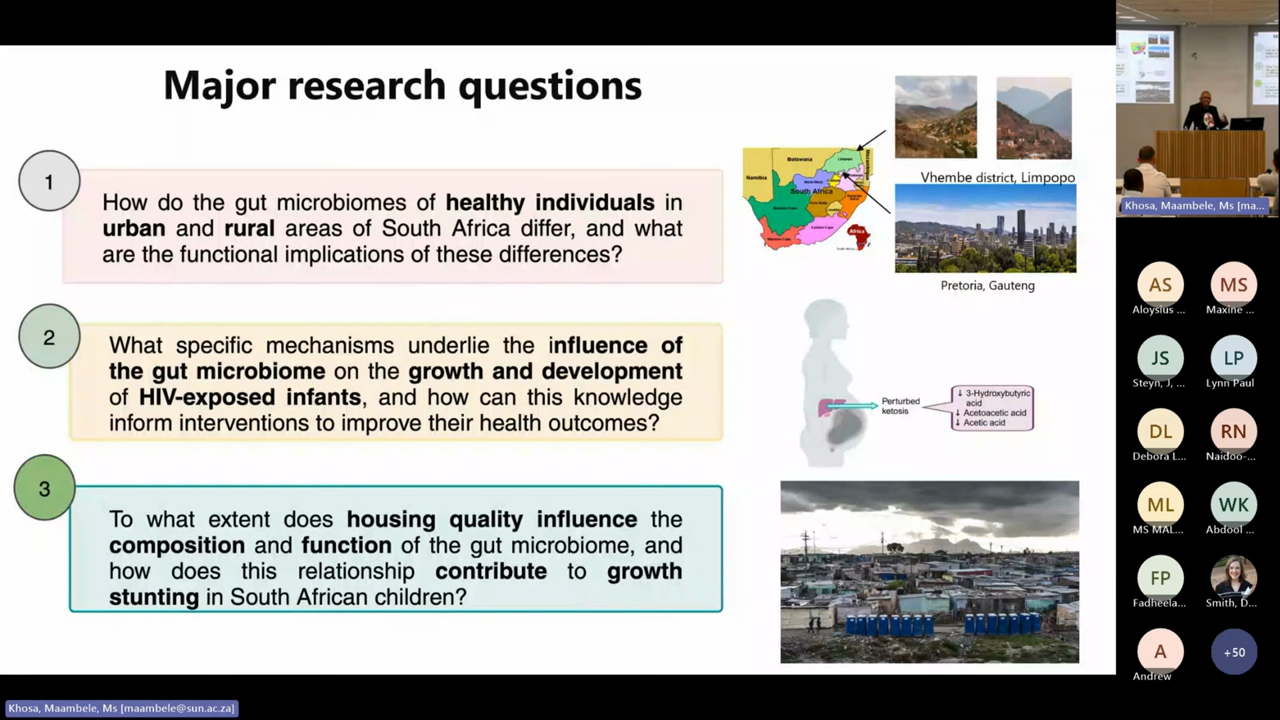 Major research questions
1
How do the gut microbiomes of healthy individuals in
urban and rural areas of South Africa differ, and what
are the functional implications of these differences?
2
What specific mechanisms underlie the influence of
the gut microbiome on the growth and development
of HIV-exposed infants, and how can this knowledge
inform interventions to improve their health outcomes?
3
To what extent does housing quality influence the
composition and function of the gut microbiome, and
how does this relationship contribute to growth
stunting in South African children?
Botswana
Namibia
Limpopo
South Africa
Africa
Vhembe district, Limpopo
Pretoria, Gauteng
Perturbed
ketosis
↓ 3-Hydroxybutyric
acid
↓ Acetoacetic acid
↓ Acetic acid
Khosa, Maambele, Ms [ma...
AS
Aloysius ...
MS
Maxine ...
JS
Steyn, J, ...
LP
Lynn Paul
DL
Debora L...
RN
Naidoo-...
ML
MS MAL...
WK
Abdool ...
FP
Fadheela...
Smith, D...
A
Andrew
+50
Khosa, Maambele, Ms [maambele@sun.ac.za]